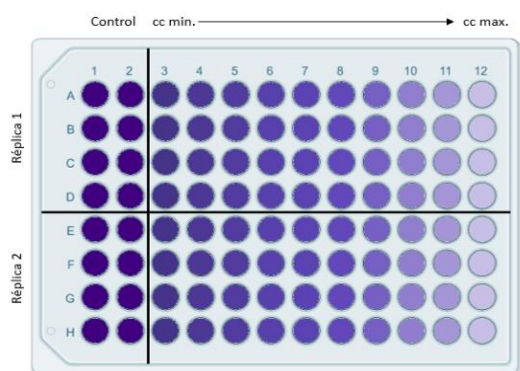 Control cc min. cc max.
1 2 3 4 5 6 7 8 9 10 11 12
Réplica 1
A
B
C
D
Réplica 2
E
F
G
H